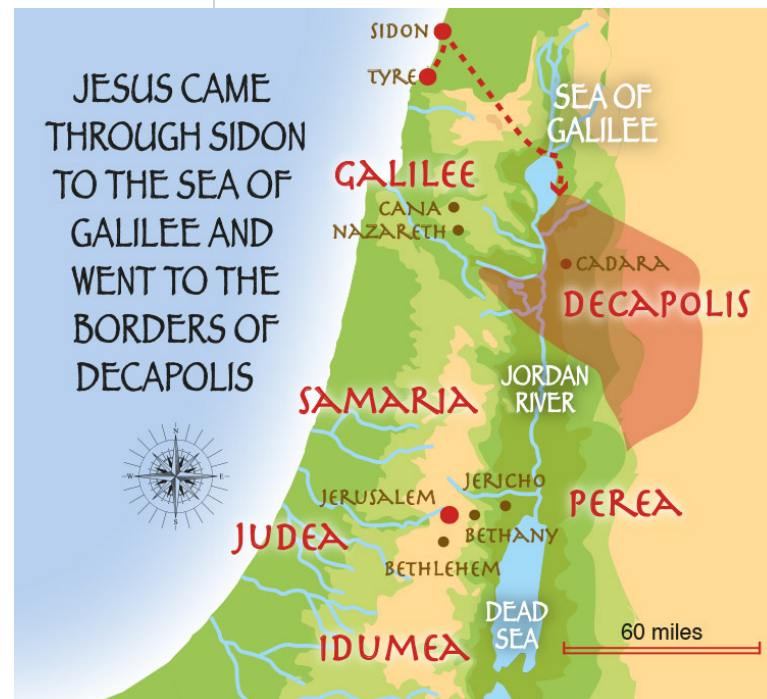 JESUS CAME
THROUGH SIDON
TO THE SEA OF
GALILEE AND
WENT TO THE
BORDERS OF
DECAPOLIS
SIDON
TYRE
SEA OF
GALILEE
GALILEE
CANA
NAZARETH
CADARA
DECAPOLIS
JORDAN
RIVER
SAMARIA
JERICHO
JERUSALEM
PEREA
BETHANY
JUDEA
BETHLEHEM
DEAD
SEA
IDUMEA
60 miles
N
W
E
S